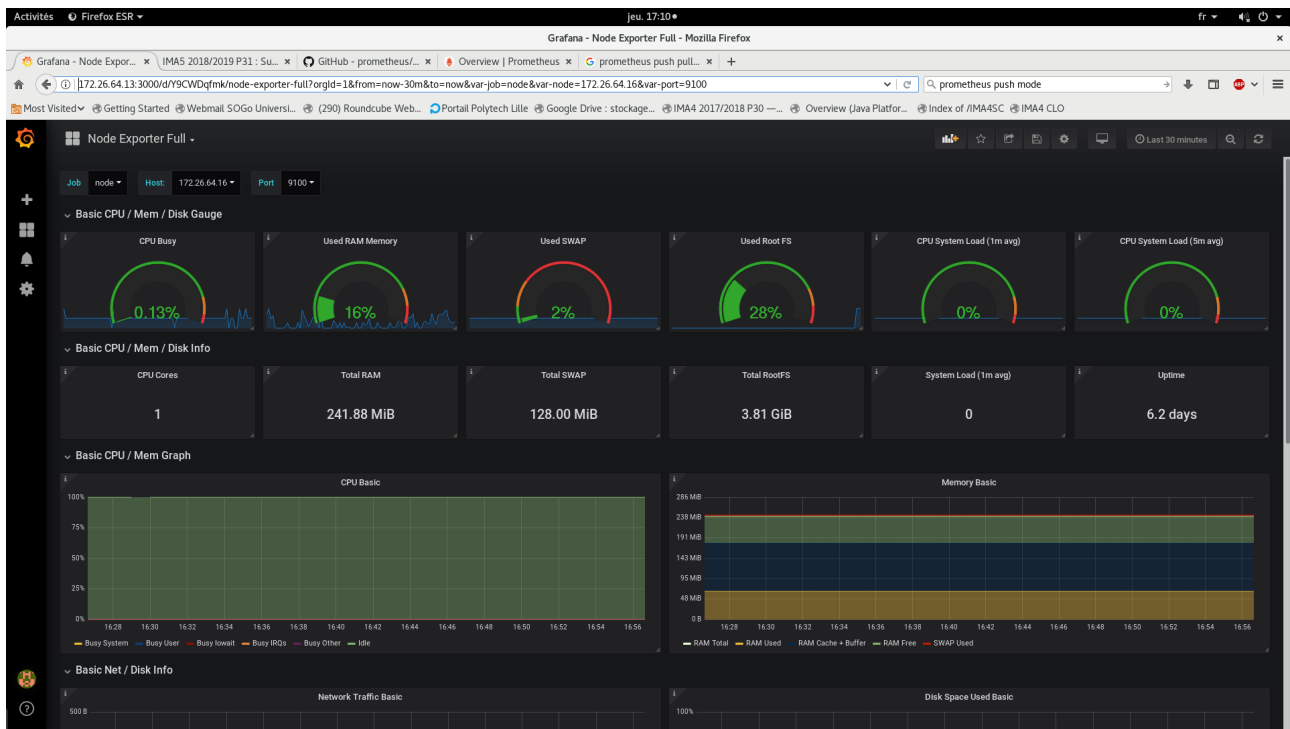 Activités Firefox ESR jeu. 17:10 fr
Grafana - Node Exporter Full - Mozilla Firefox
Grafana - Node Expor... IMA5 2018/2019 P31 : Su... GitHub - prometheus/... Overview | Prometheus prometheus push pull...
172.26.64.13:3000/d/Y9CWDqfmk/node-exporter-full?orgId=1&from=now-30m&to=now&var-job=node&var-node=172.26.64.16&var-port=9100 prometheus push mode
Most Visited Getting Started Webmail SOGo Universi... (290) Roundcube Web... Portail Polytech Lille Google Drive : stockage... IMA4 2017/2018 P30 —... Overview (Java Platfor... Index of /IMA4SC IMA4 CLO
Node Exporter Full Last 30 minutes
Job node Host: 172.26.64.16 Port 9100
Basic CPU / Mem / Disk Gauge
CPU Busy Used RAM Memory Used SWAP Used Root FS CPU System Load (1m avg) CPU System Load (5m avg)
0.13% 16% 2% 28% 0% 0%
Basic CPU / Mem / Disk Info
CPU Cores Total RAM Total SWAP Total RootFS System Load (1m avg) Uptime
1 241.88 MiB 128.00 MiB 3.81 GiB 0 6.2 days
Basic CPU / Mem Graph
CPU Basic
100%
75%
50%
25%
0%
16:28 16:30 16:32 16:34 16:36 16:38 16:40 16:42 16:44 16:46 16:48 16:50 16:52 16:54 16:56
Busy System Busy User Busy Iowait Busy IRQs Busy Other Idle
Memory Basic
286 MiB
238 MiB
191 MiB
143 MiB
95 MiB
48 MiB
0 B
16:28 16:30 16:32 16:34 16:36 16:38 16:40 16:42 16:44 16:46 16:48 16:50 16:52 16:54 16:56
RAM Total RAM Used RAM Cache + Buffer RAM Free SWAP Used
Basic Net / Disk Info
Network Traffic Basic Disk Space Used Basic
500 B 100%